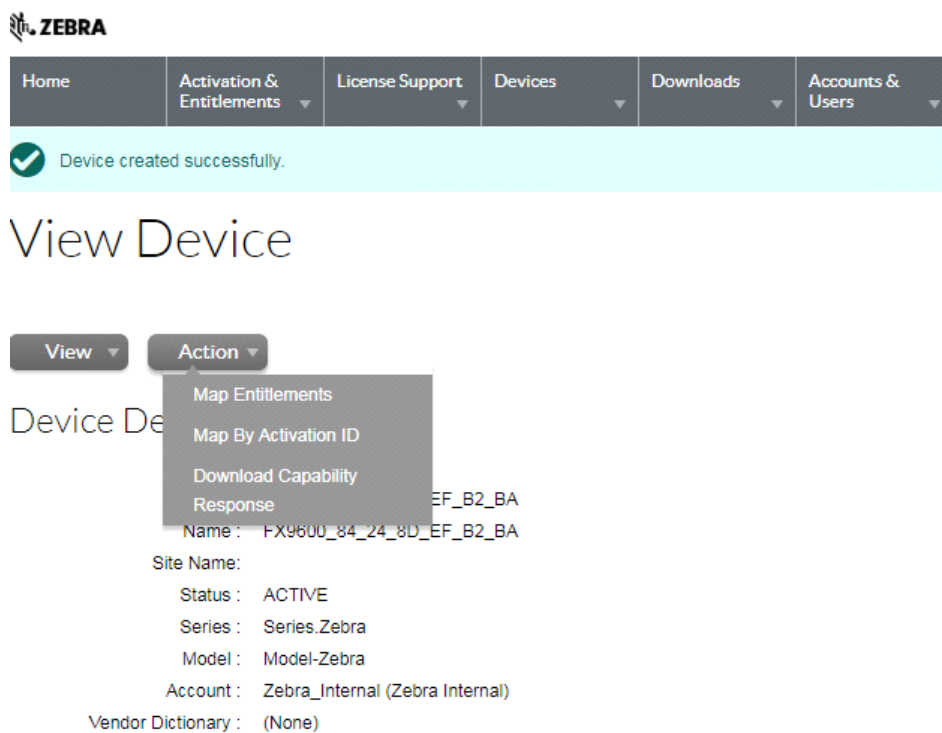 ZEBRA
Home
Activation &
Entitlements
License Support
Devices
Downloads
Accounts &
Users
Device created successfully.
View Device
View
Action
Map Entitlements
Device De
Map By Activation ID
Download Capability
Response
EF_B2_BA
Name : FX9600_84_24_8D_EF_B2_BA
Site Name:
Status : ACTIVE
Series : Series.Zebra
Model : Model-Zebra
Account : Zebra_Internal (Zebra Internal)
Vendor Dictionary : (None)